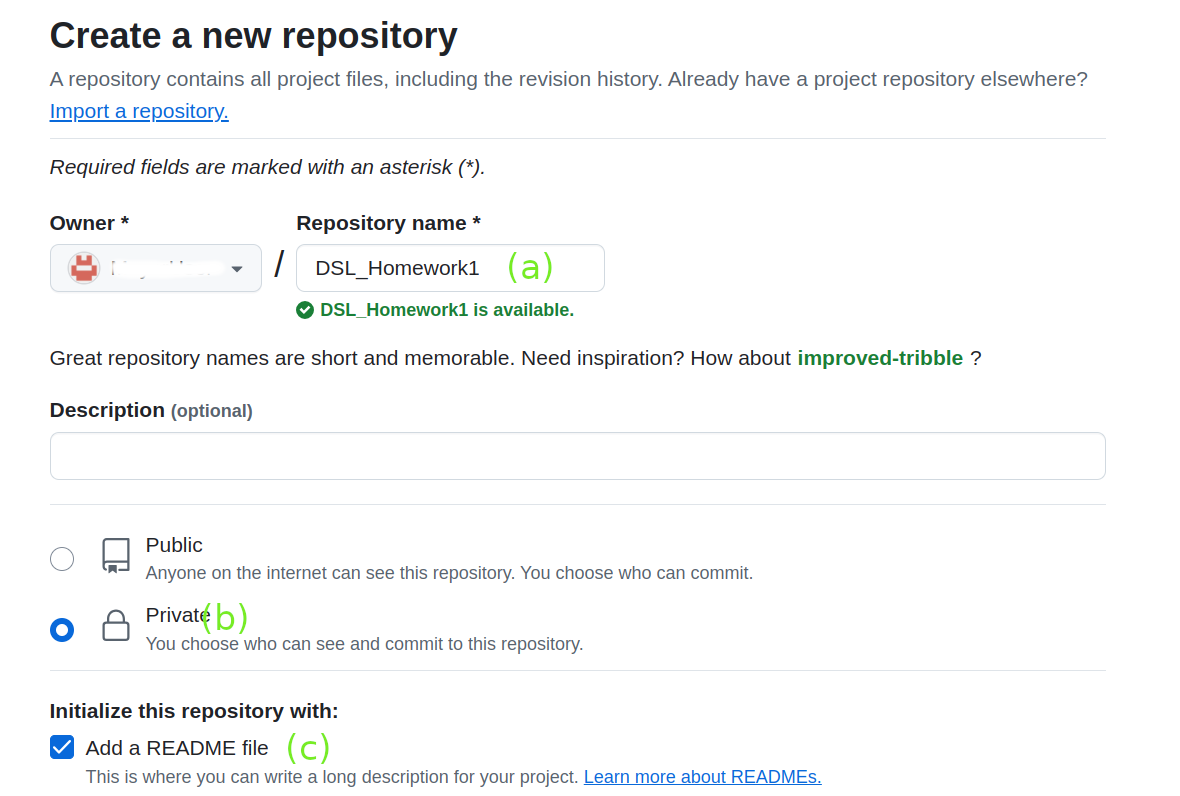 Create a new repository
A repository contains all project files, including the revision history. Already have a project repository elsewhere?
Import a repository.
Required fields are marked with an asterisk (*).
Owner * Repository name *
/ DSL_Homework1 (a)
DSL_Homework1 is available.
Great repository names are short and memorable. Need inspiration? How about improved-tribble ?
Description (optional)
Public
Anyone on the internet can see this repository. You choose who can commit.
Private (b)
You choose who can see and commit to this repository.
Initialize this repository with:
Add a README file (c)
This is where you can write a long description for your project. Learn more about READMEs.